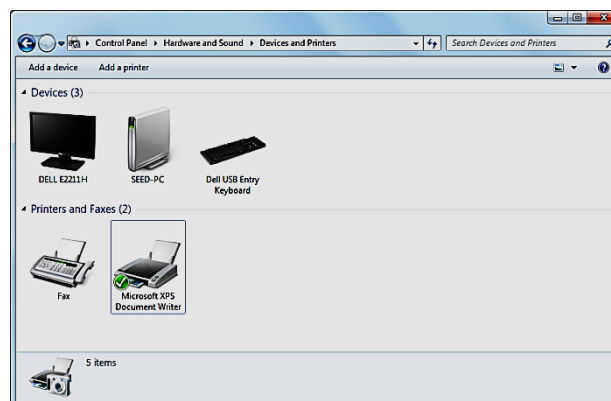 Control Panel ▸ Hardware and Sound ▸ Devices and Printers
Search Devices and Printers
Add a device Add a printer
Devices (3)
DELL E2211H SEED-PC Dell USB Entry
Keyboard
Printers and Faxes (2)
Fax Microsoft XPS
Document Writer
5 items